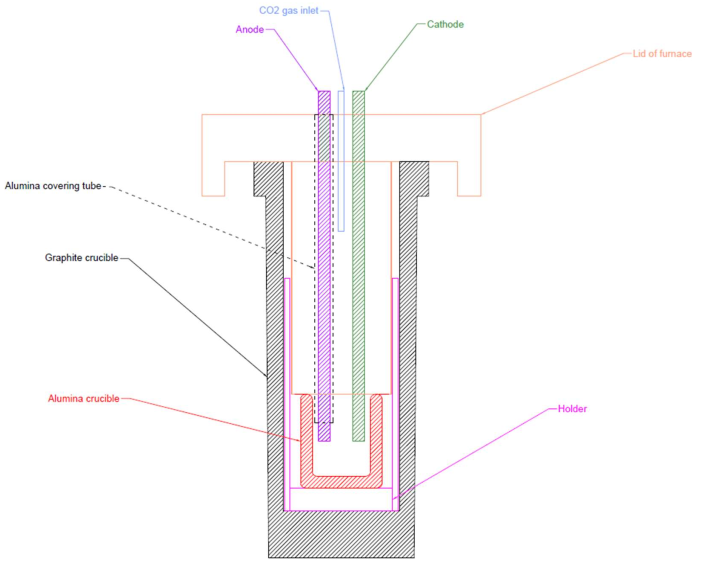 CO2 gas inlet
Anode
Cathode
Lid of furnace
Alumina covering tube
Graphite crucible
Alumina crucible
Holder